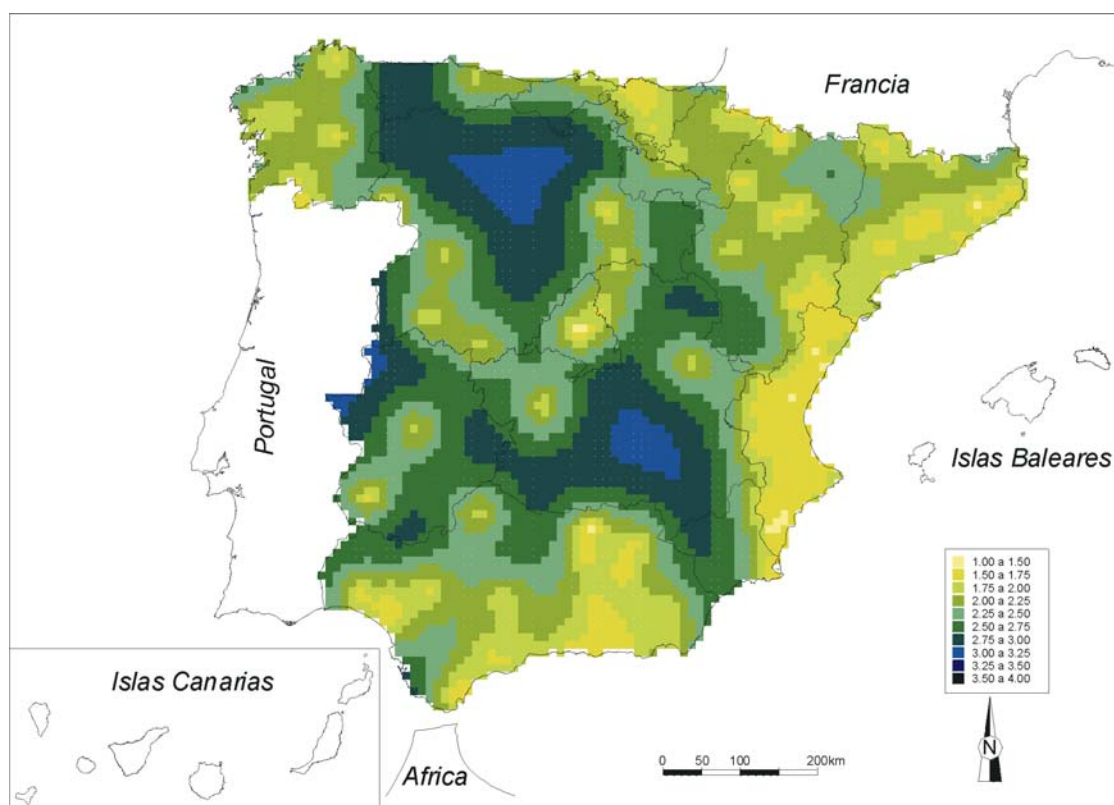 Francia
Portugal
Islas Baleares
1.00 a 1.50
1.50 a 1.75
1.75 a 2.00
2.00 a 2.25
2.25 a 2.50
2.50 a 2.75
2.75 a 3.00
3.00 a 3.25
3.25 a 3.50
3.50 a 4.00
Islas Canarias
Africa
0 50 100 200km
N